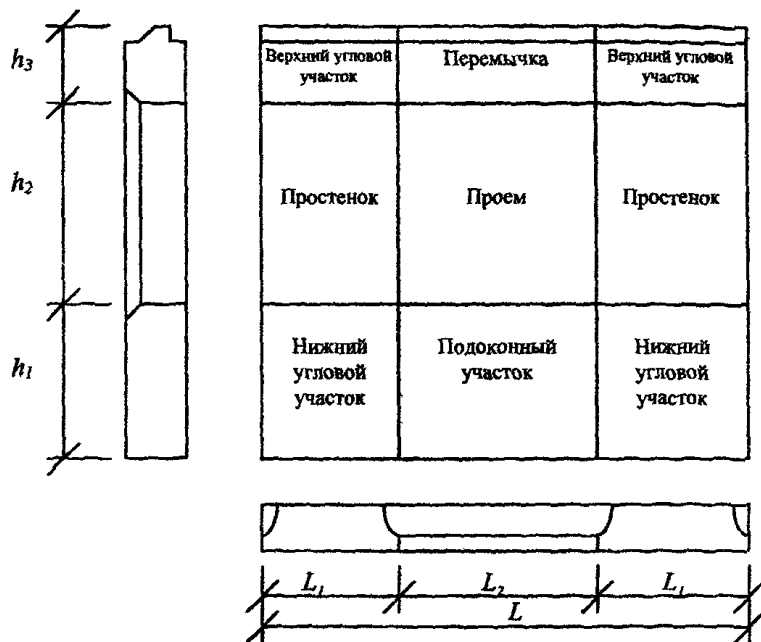 h3
Верхний угловой
участок
Перемычка
Верхний угловой
участок
h2
Простенок
Проем
Простенок
h1
Нижний
угловой
участок
Подоконный
участок
Нижний
угловой
участок
L1
L2
L1
L